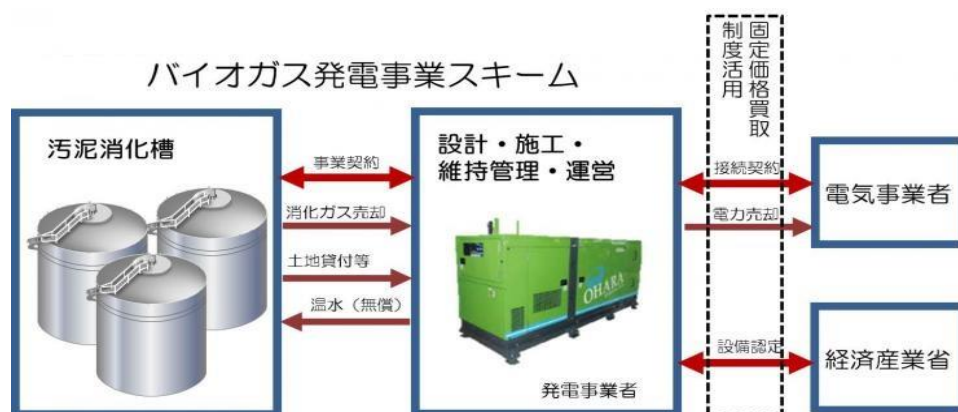 バイオガス発電事業スキーム
固定価格買取
制度活用
汚泥消化槽
事業契約
消化ガス売却
土地貸付等
温水（無償）
設計・施工・
維持管理・運営
OHARA
発電事業者
接続契約
電力売却
設備認定
電気事業者
経済産業省